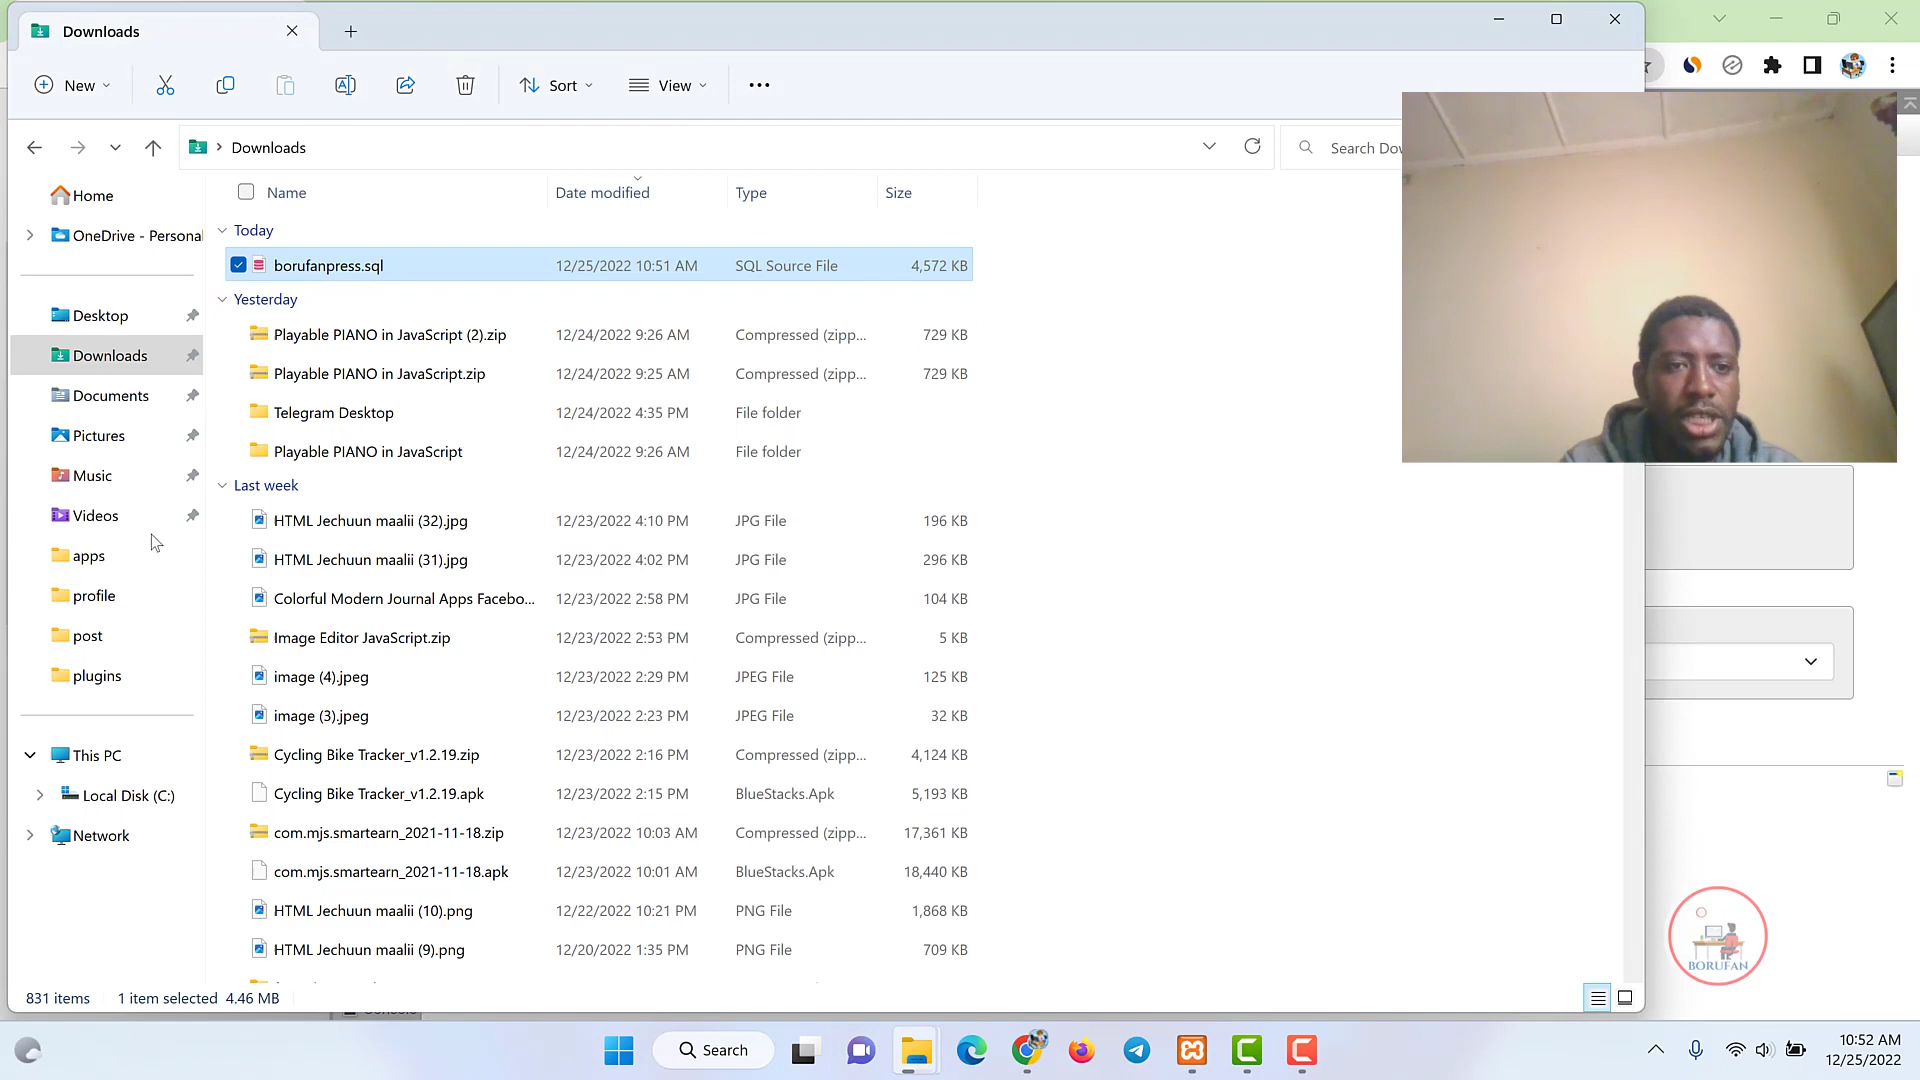 Downloads
New
Sort
View
Downloads
Search Dow
Home
OneDrive - Persona
Desktop
Downloads
Documents
Pictures
Music
Videos
apps
profile
post
plugins
This PC
Local Disk (C:)
Network
Name Date modified Type Size
Today
borufanpress.sql 12/25/2022 10:51 AM SQL Source File 4,572 KB
Yesterday
Playable PIANO in JavaScript (2).zip 12/24/2022 9:26 AM Compressed (zipp... 729 KB
Playable PIANO in JavaScript.zip 12/24/2022 9:25 AM Compressed (zipp... 729 KB
Telegram Desktop 12/24/2022 4:35 PM File folder
Playable PIANO in JavaScript 12/24/2022 9:26 AM File folder
Last week
HTML Jechuun maalii (32).jpg 12/23/2022 4:10 PM JPG File 196 KB
HTML Jechuun maalii (31).jpg 12/23/2022 4:02 PM JPG File 296 KB
Colorful Modern Journal Apps Facebo... 12/23/2022 2:58 PM JPG File 104 KB
Image Editor JavaScript.zip 12/23/2022 2:53 PM Compressed (zipp... 5 KB
image (4).jpeg 12/23/2022 2:29 PM JPEG File 125 KB
image (3).jpeg 12/23/2022 2:23 PM JPEG File 32 KB
Cycling Bike Tracker_v1.2.19.zip 12/23/2022 2:16 PM Compressed (zipp... 4,124 KB
Cycling Bike Tracker_v1.2.19.apk 12/23/2022 2:15 PM BlueStacks.Apk 5,193 KB
com.mjs.smartearn_2021-11-18.zip 12/23/2022 10:03 AM Compressed (zipp... 17,361 KB
com.mjs.smartearn_2021-11-18.apk 12/23/2022 10:01 AM BlueStacks.Apk 18,440 KB
HTML Jechuun maalii (10).png 12/22/2022 10:21 PM PNG File 1,868 KB
HTML Jechuun maalii (9).png 12/20/2022 1:35 PM PNG File 709 KB
831 items 1 item selected 4.46 MB
BORUFAN
Search
10:52 AM
12/25/2022